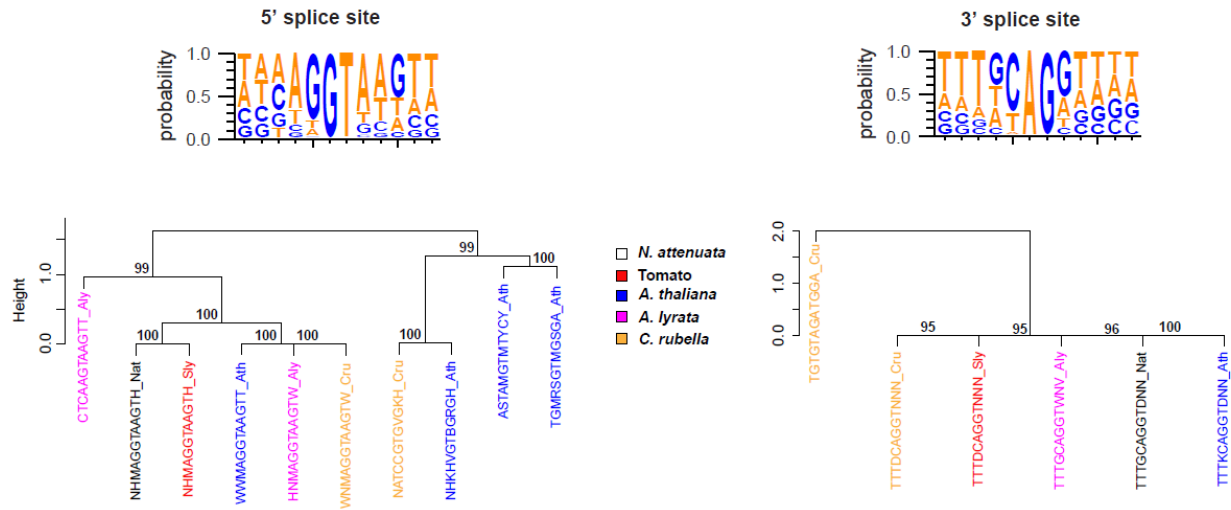 5' splice site
3' splice site
probability
1.0
0.5
0.0
probability
1.0
0.5
0.0
Height
1.0
0.0
99
99
100
100
100
100
100
100
CTCAAGTAAGTT_Aly
NHMAGGTAAGTH_Nat
NHMAGGTAAGTH_Sly
WWMAGGTAAGTT_Ath
HNMAGGTAAGTW_Aly
WNMAGGTAAGTW_Cru
NATCCGTGVGKH_Cru
NHKHVGTBGRGH_Ath
ASTAMGTMTYCY_Ath
TGMRSGTMGSGA_Ath
N. attenuata
Tomato
A. thaliana
A. lyrata
C. rubella
2.0
1.0
0.0
95
95
96
100
TGTGTAGATGGA_Cru
TTTDCAGGTNNN_Cru
TTTDCAGGTNNN_Sly
TTTGCAGGTWNV_Aly
TTTGCAGGTDNN_Nat
TTTKCAGGTDNN_Ath